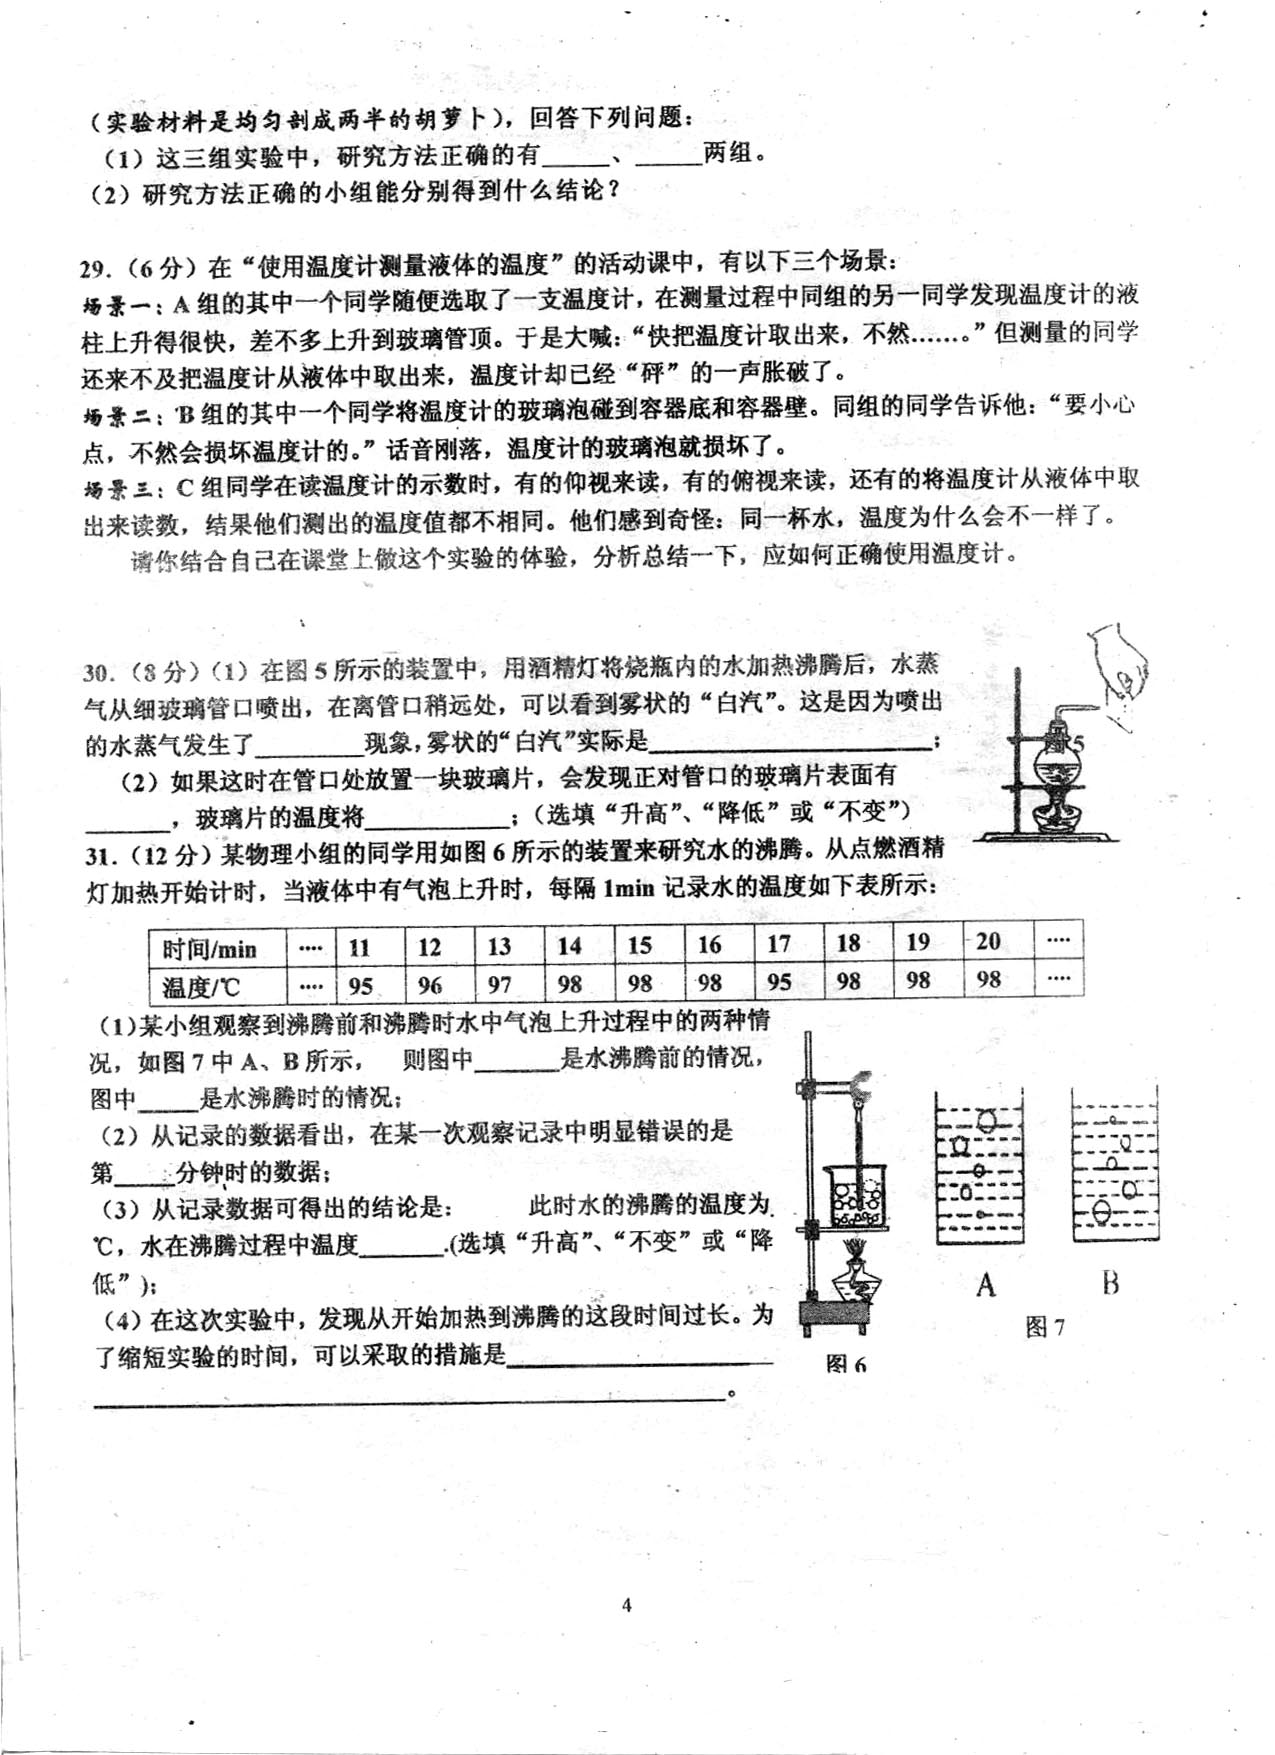 （实验材料是均匀剖成两半的胡萝卜），回答下列问题：
（1）这三组实验中，研究方法正确的有_____、_____两组。
（2）研究方法正确的小组能分别得到什么结论？
29.（6分）在“使用温度计测量液体的温度”的活动课中，有以下三个场景：
场景一：A 组的其中一个同学随便选取了一支温度计，在测量过程中同组的另一同学发现温度计的液
柱上升得很快，差不多上升到玻璃管顶。于是大喊：“快把温度计取出来，不然……。”但测量的同学
还来不及把温度计从液体中取出来，温度计却已经“砰”的一声胀破了。
场景二：B 组的其中一个同学将温度计的玻璃泡碰到容器底和容器壁。同组的同学告诉他：“要小心
点，不然会损坏温度计的。”话音刚落，温度计的玻璃泡就损坏了。
场景三：C 组同学在读温度计的示数时，有的仰视来读，有的俯视来读，还有的将温度计从液体中取
出来读数，结果他们测出的温度值都不相同。他们感到奇怪：同一杯水，温度为什么会不一样了。
请你结合自己在课堂上做这个实验的体验，分析总结一下，应如何正确使用温度计。
30.（8分）（1）在图 5 所示的装置中，用酒精灯将烧瓶内的水加热沸腾后，水蒸
气从细玻璃管口喷出，在离管口稍远处，可以看到雾状的“白汽”。这是因为喷出
的水蒸气发生了________现象，雾状的“白汽”实际是____________________；
（2）如果这时在管口处放置一块玻璃片，会发现正对管口的玻璃片表面有
______，玻璃片的温度将__________；（选填“升高”、“降低”或“不变”）
5
31.（12分）某物理小组的同学用如图 6 所示的装置来研究水的沸腾。从点燃酒精
灯加热开始计时，当液体中有气泡上升时，每隔 1min 记录水的温度如下表所示：
时间/min .... 11 12 13 14 15 16 17 18 19 20 ....
温度/℃ .... 95 96 97 98 98 98 95 98 98 98 ....
（1)某小组观察到沸腾前和沸腾时水中气泡上升过程中的两种情
况，如图 7 中 A、B 所示， 则图中______是水沸腾前的情况，
图中_____是水沸腾时的情况；
（2）从记录的数据看出，在某一次观察记录中明显错误的是
第_____分钟时的数据；
（3）从记录数据可得出的结论是： 此时水的沸腾的温度为
℃，水在沸腾过程中温度_______.(选填“升高”、“不变”或“降
低”)；
（4）在这次实验中，发现从开始加热到沸腾的这段时间过长。为
了缩短实验的时间，可以采取的措施是____________________
__________________________________________________。
A B
图 7
图 6
4